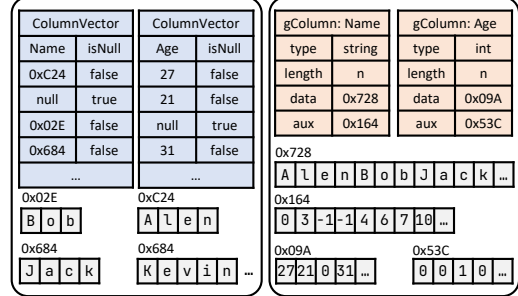 ColumnVector
Name isNull
0xC24 false
null true
0x02E false
0x684 false
...
ColumnVector
Age isNull
27 false
21 false
null true
31 false
...
0x02E
B o b
0xC24
A l e n
0x684
J a c k
0x684
K e v i n ...
gColumn: Name
type string
length n
data 0x728
aux 0x164
gColumn: Age
type int
length n
data 0x09A
aux 0x53C
0x728
A l e n B o b J a c k ...
0x164
0 3 -1 -1 4 6 7 10 ...
0x09A
27 21 0 31 ...
0x53C
0 0 1 0 ...